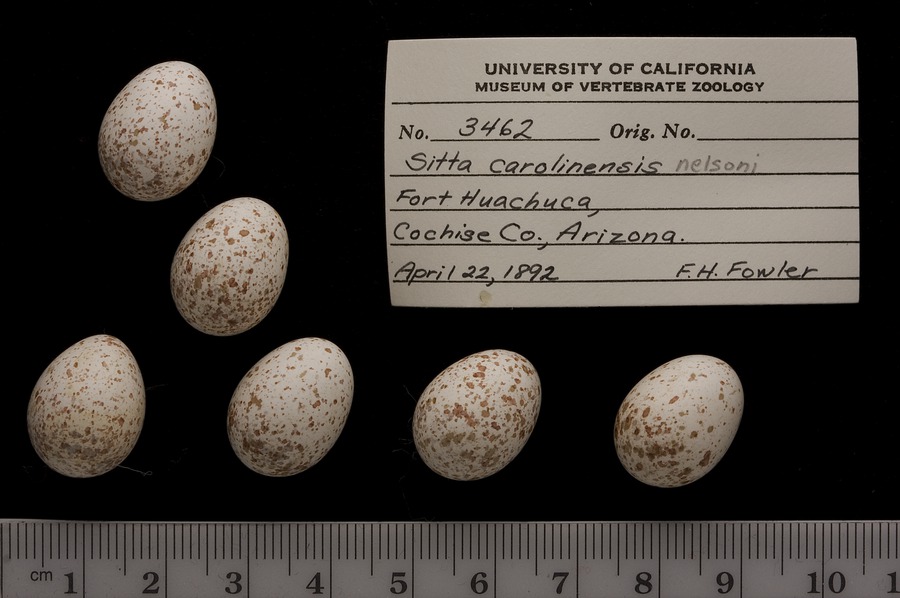 UNIVERSITY OF CALIFORNIA
MUSEUM OF VERTEBRATE ZOOLOGY
No. 3462 Orig. No.
Sitta carolinensis nelsoni
Fort Huachuca,
Cochise Co., Arizona.
April 22, 1892 F.H. Fowler
cm 1 2 3 4 5 6 7 8 9 10 1